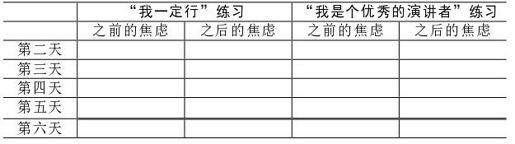 “我一定行”练习 “我是个优秀的演讲者”练习
之前的焦虑 之后的焦虑 之前的焦虑 之后的焦虑
第二天
第三天
第四天
第五天
第六天